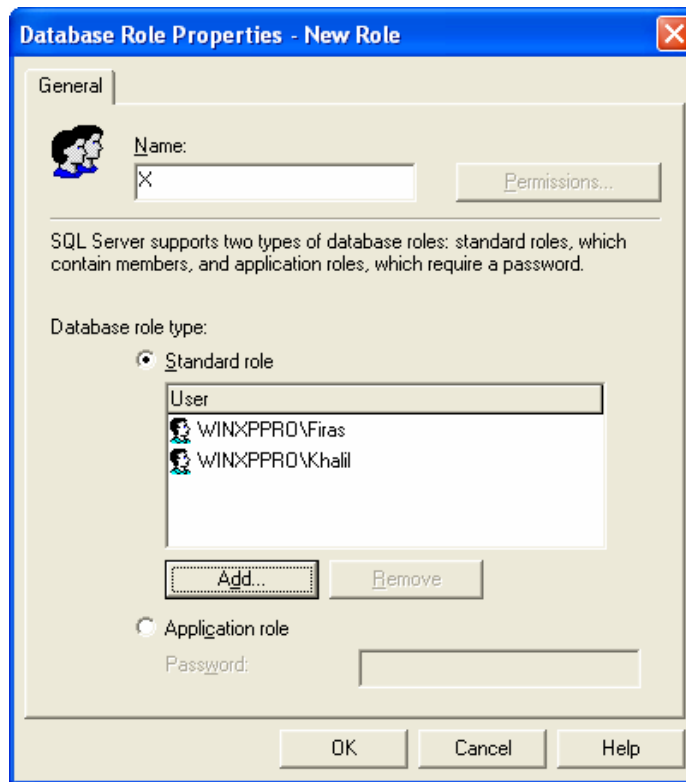 Database Role Properties - New Role
General
Name:
X
Permissions...
SQL Server supports two types of database roles: standard roles, which
contain members, and application roles, which require a password.
Database role type:
Standard role
User
WINXPPRO\Firas
WINXPPRO\Khalil
Add... Remove
Application role
Password:
OK Cancel Help